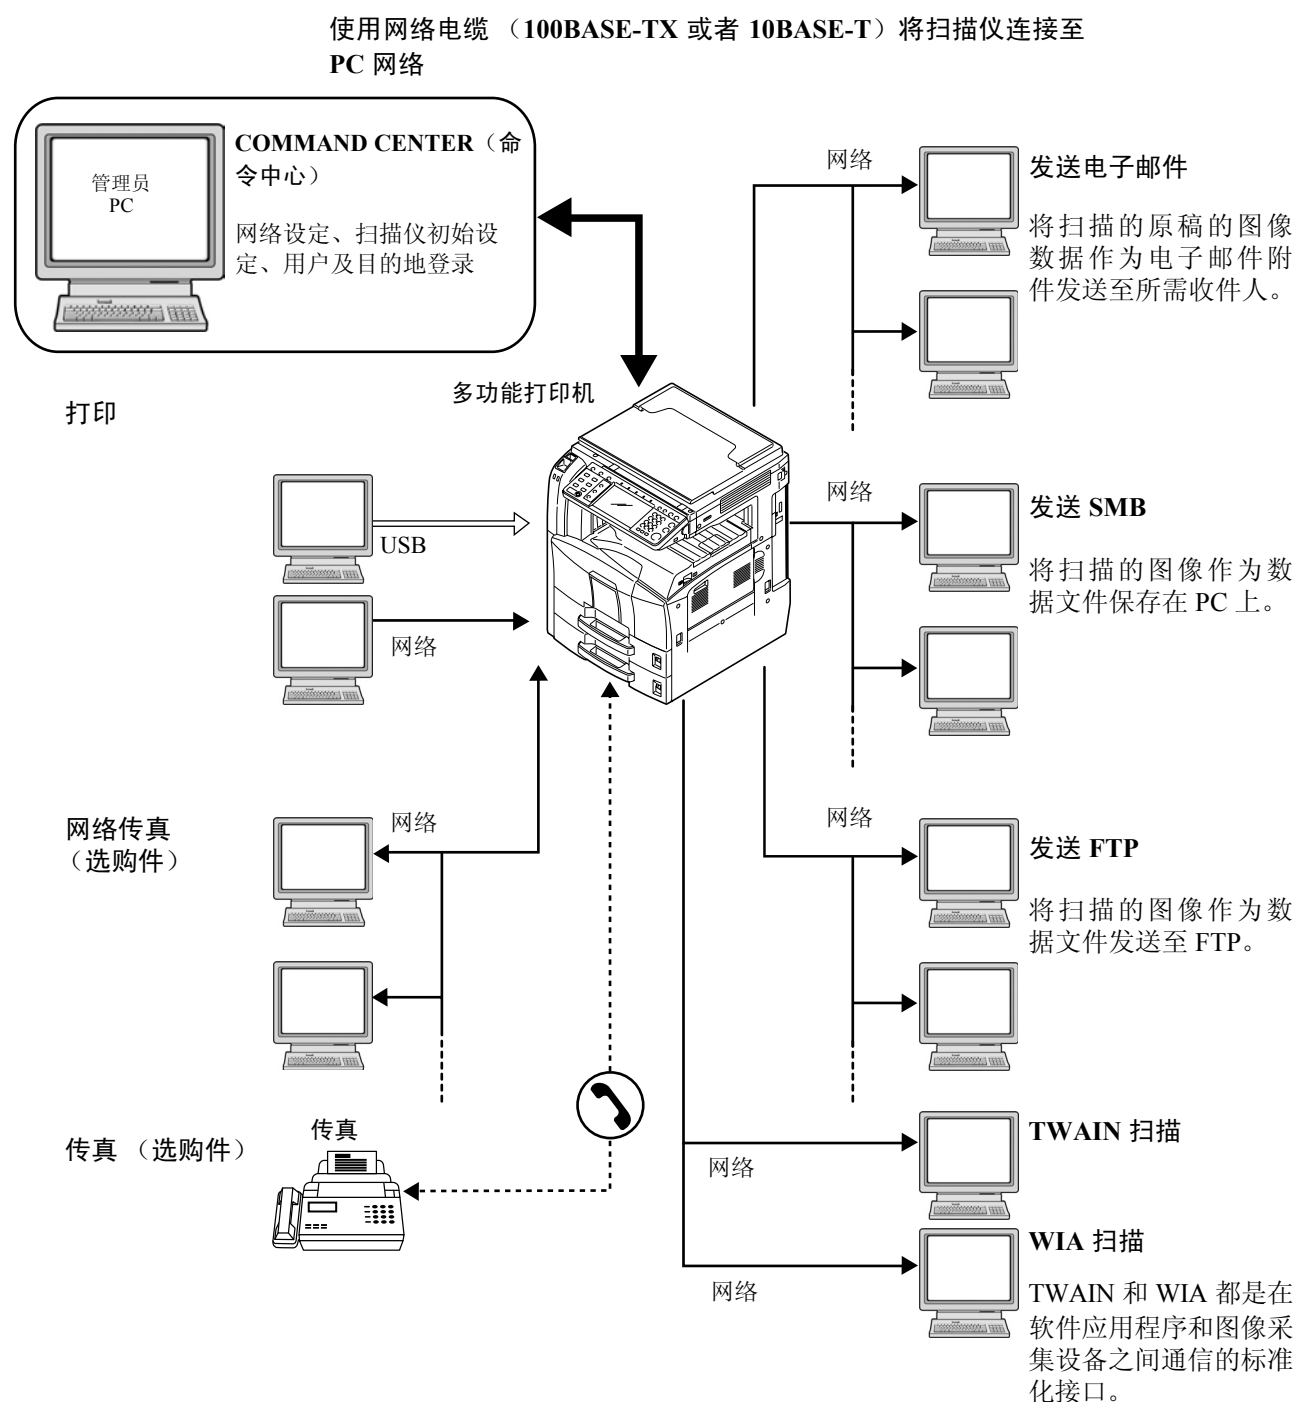 使用网络电缆 （100BASE-TX 或者 10BASE-T）将扫描仪连接至
PC 网络
管理员
PC
COMMAND CENTER（命
令中心）
网络设定、扫描仪初始设
定、用户及目的地登录
网络
发送电子邮件
将扫描的原稿的图像
数据作为电子邮件附
件发送至所需收件人。
多功能打印机
打印
USB
网络
网络
发送 SMB
将扫描的图像作为数
据文件保存在 PC 上。
网络传真
（选购件）
网络
网络
发送 FTP
将扫描的图像作为数
据文件发送至 FTP。
传真 （选购件）
传真
网络
TWAIN 扫描
网络
WIA 扫描
TWAIN 和 WIA 都是在
软件应用程序和图像采
集设备之间通信的标准
化接口。